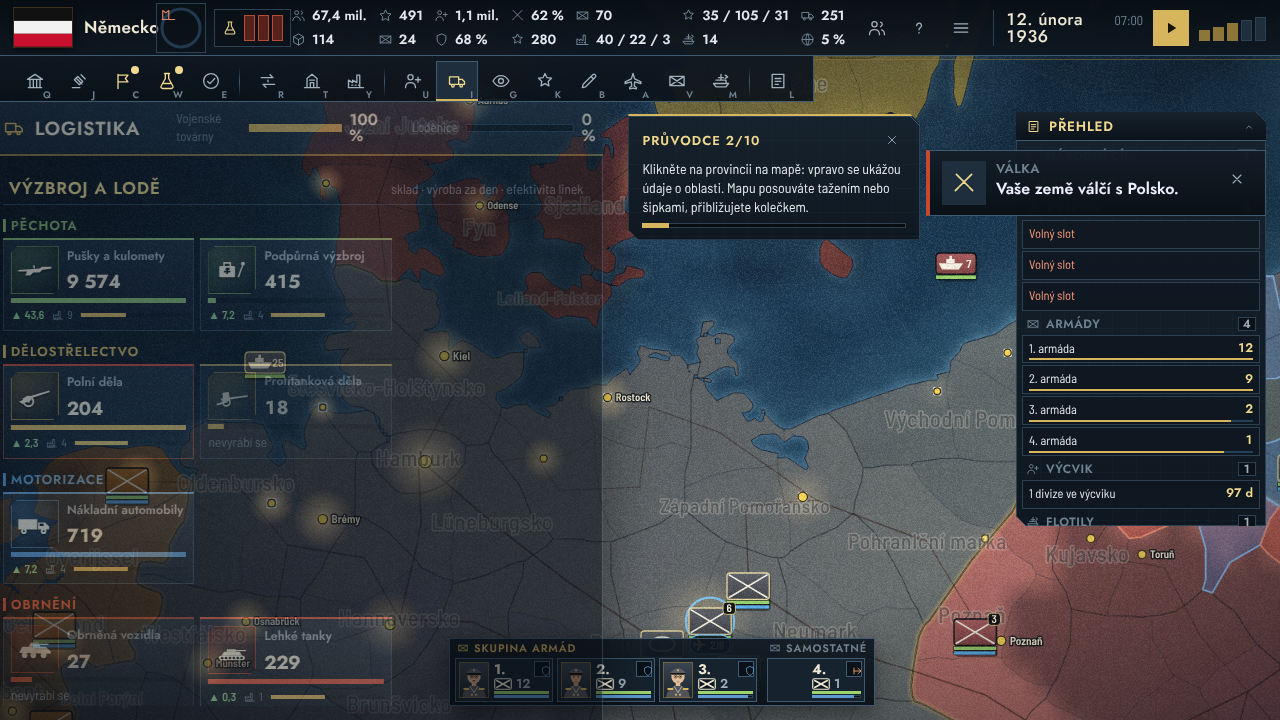 Německo
67,4 mil.
491
1,1 mil.
62 %
70
35 / 105 / 31
251
114
24
68 %
280
40 / 22 / 3
14
5 %
?
12. února
1936
07:00
Q
J
C
W
E
R
T
Y
U
I
G
K
B
A
V
M
L
LOGISTIKA
Vojenské
továrny
100
%
Loděnice
0
%
VÝZBROJ A LODĚ
sklad · výroba za den · efektivita linek
PĚCHOTA
Pušky a kulomety
9 574
▲ 43,6
9
Podpůrná výzbroj
415
▲ 7,2
4
DĚLOSTŘELECTVO
Polní děla
204
▲ 2,3
4
Protitanková děla
18
nevyrábí se
MOTORIZACE
Nákladní automobily
719
▲ 7,2
4
OBRNĚNÍ
Obrněná vozidla
27
nevyrábí se
Lehké tanky
229
▲ 0,3
1
PRŮVODCE 2/10
Klikněte na provincii na mapě: vpravo se ukážou
údaje o oblasti. Mapu posouváte tažením nebo
šipkami, přibližujete kolečkem.
PŘEHLED
VÁLKA
Vaše země válčí s Polskem.
Volný slot
Volný slot
Volný slot
ARMÁDY
4
1. armáda
12
2. armáda
9
3. armáda
2
4. armáda
1
VÝCVIK
1
1 divize ve výcviku
97 d
FLOTILY
1
Odense
Fyn
Sjælland
Lolland-Falster
Kiel
25
7
Rostock
Šlesvicko-Holštýnsko
Hamburk
Oldenbursko
Brémy
Lüneburgsko
Overijssel
Západní Pomořansko
Východní Pom
Pohraniční marka
Kujavsko
Toruň
Osnabrück
Hannoversko
Vestfálsko
Münster
Brunšvicko
Neumark
6
3
Poznaň
SKUPINA ARMÁD
SAMOSTATNÉ
1.
12
2.
9
3.
2
4.
1